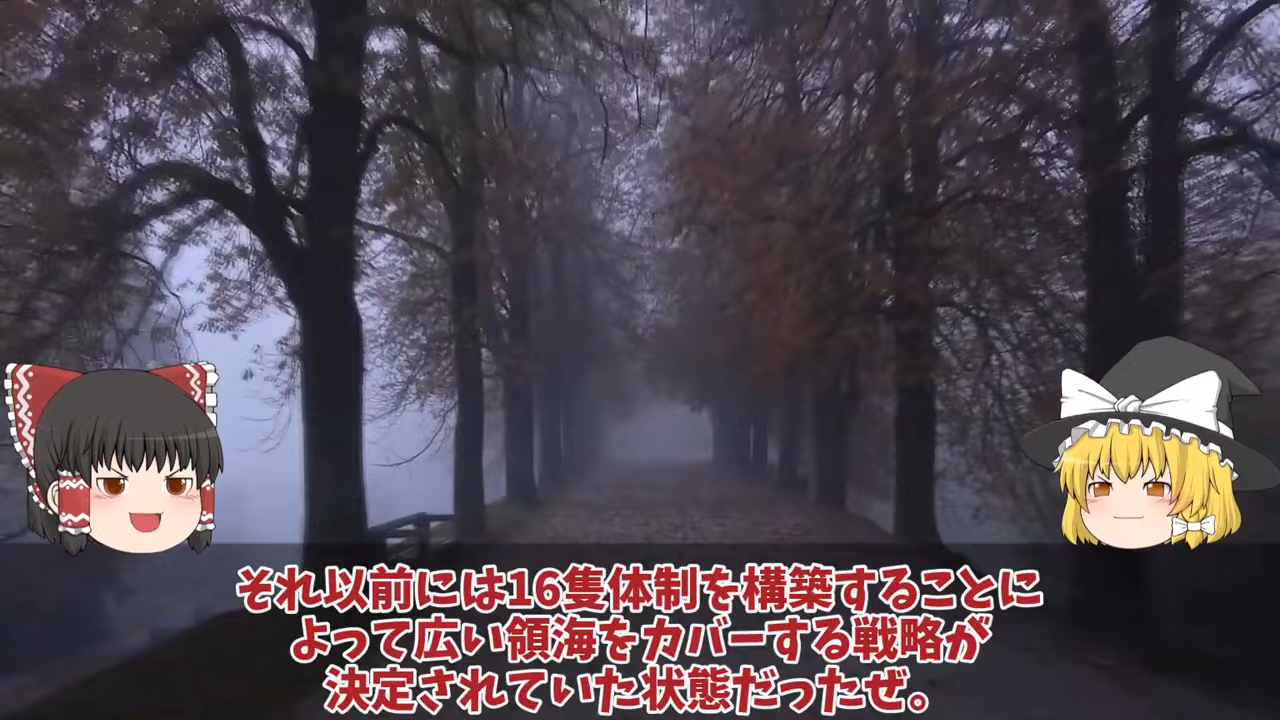 それ以前には16隻体制を構築することに
よって広い領海をカバーする戦略が
決定されていた状態だったぜ。